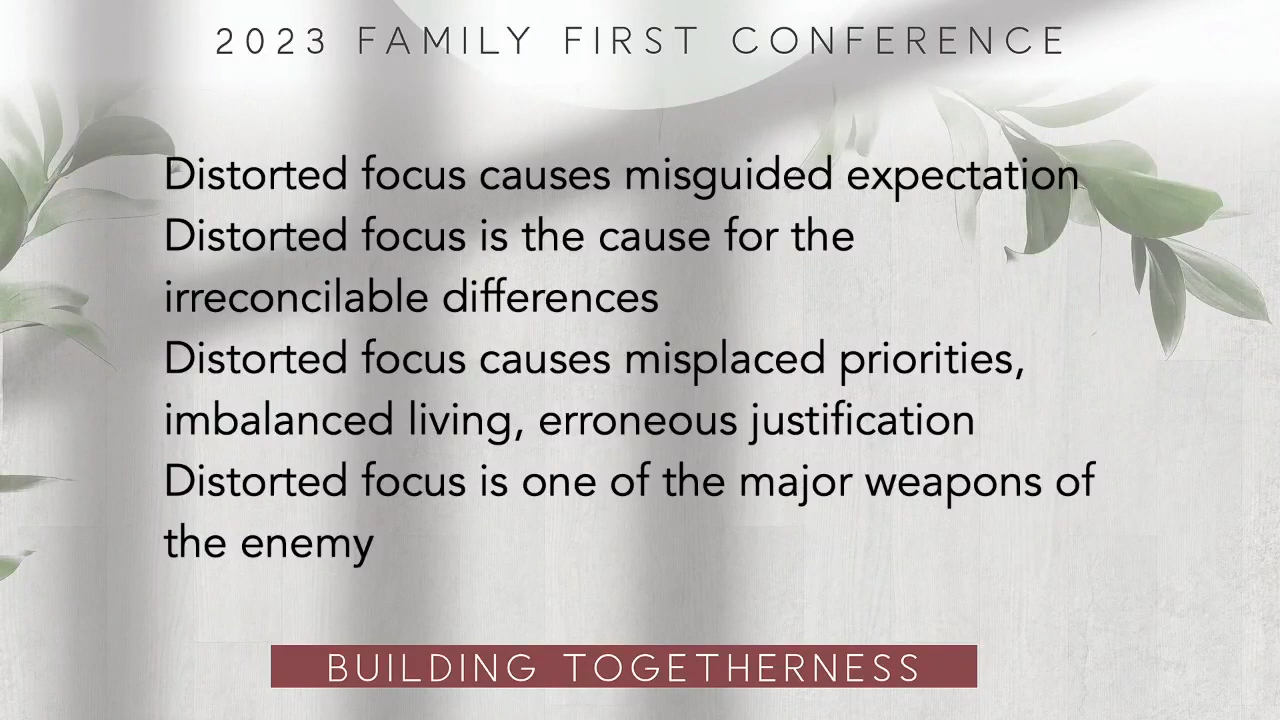 2023 FAMILY FIRST CONFERENCE
Distorted focus causes misguided expectation
Distorted focus is the cause for the
irreconcilable differences
Distorted focus causes misplaced priorities,
imbalanced living, erroneous justification
Distorted focus is one of the major weapons of
the enemy
BUILDING TOGETHERNESS